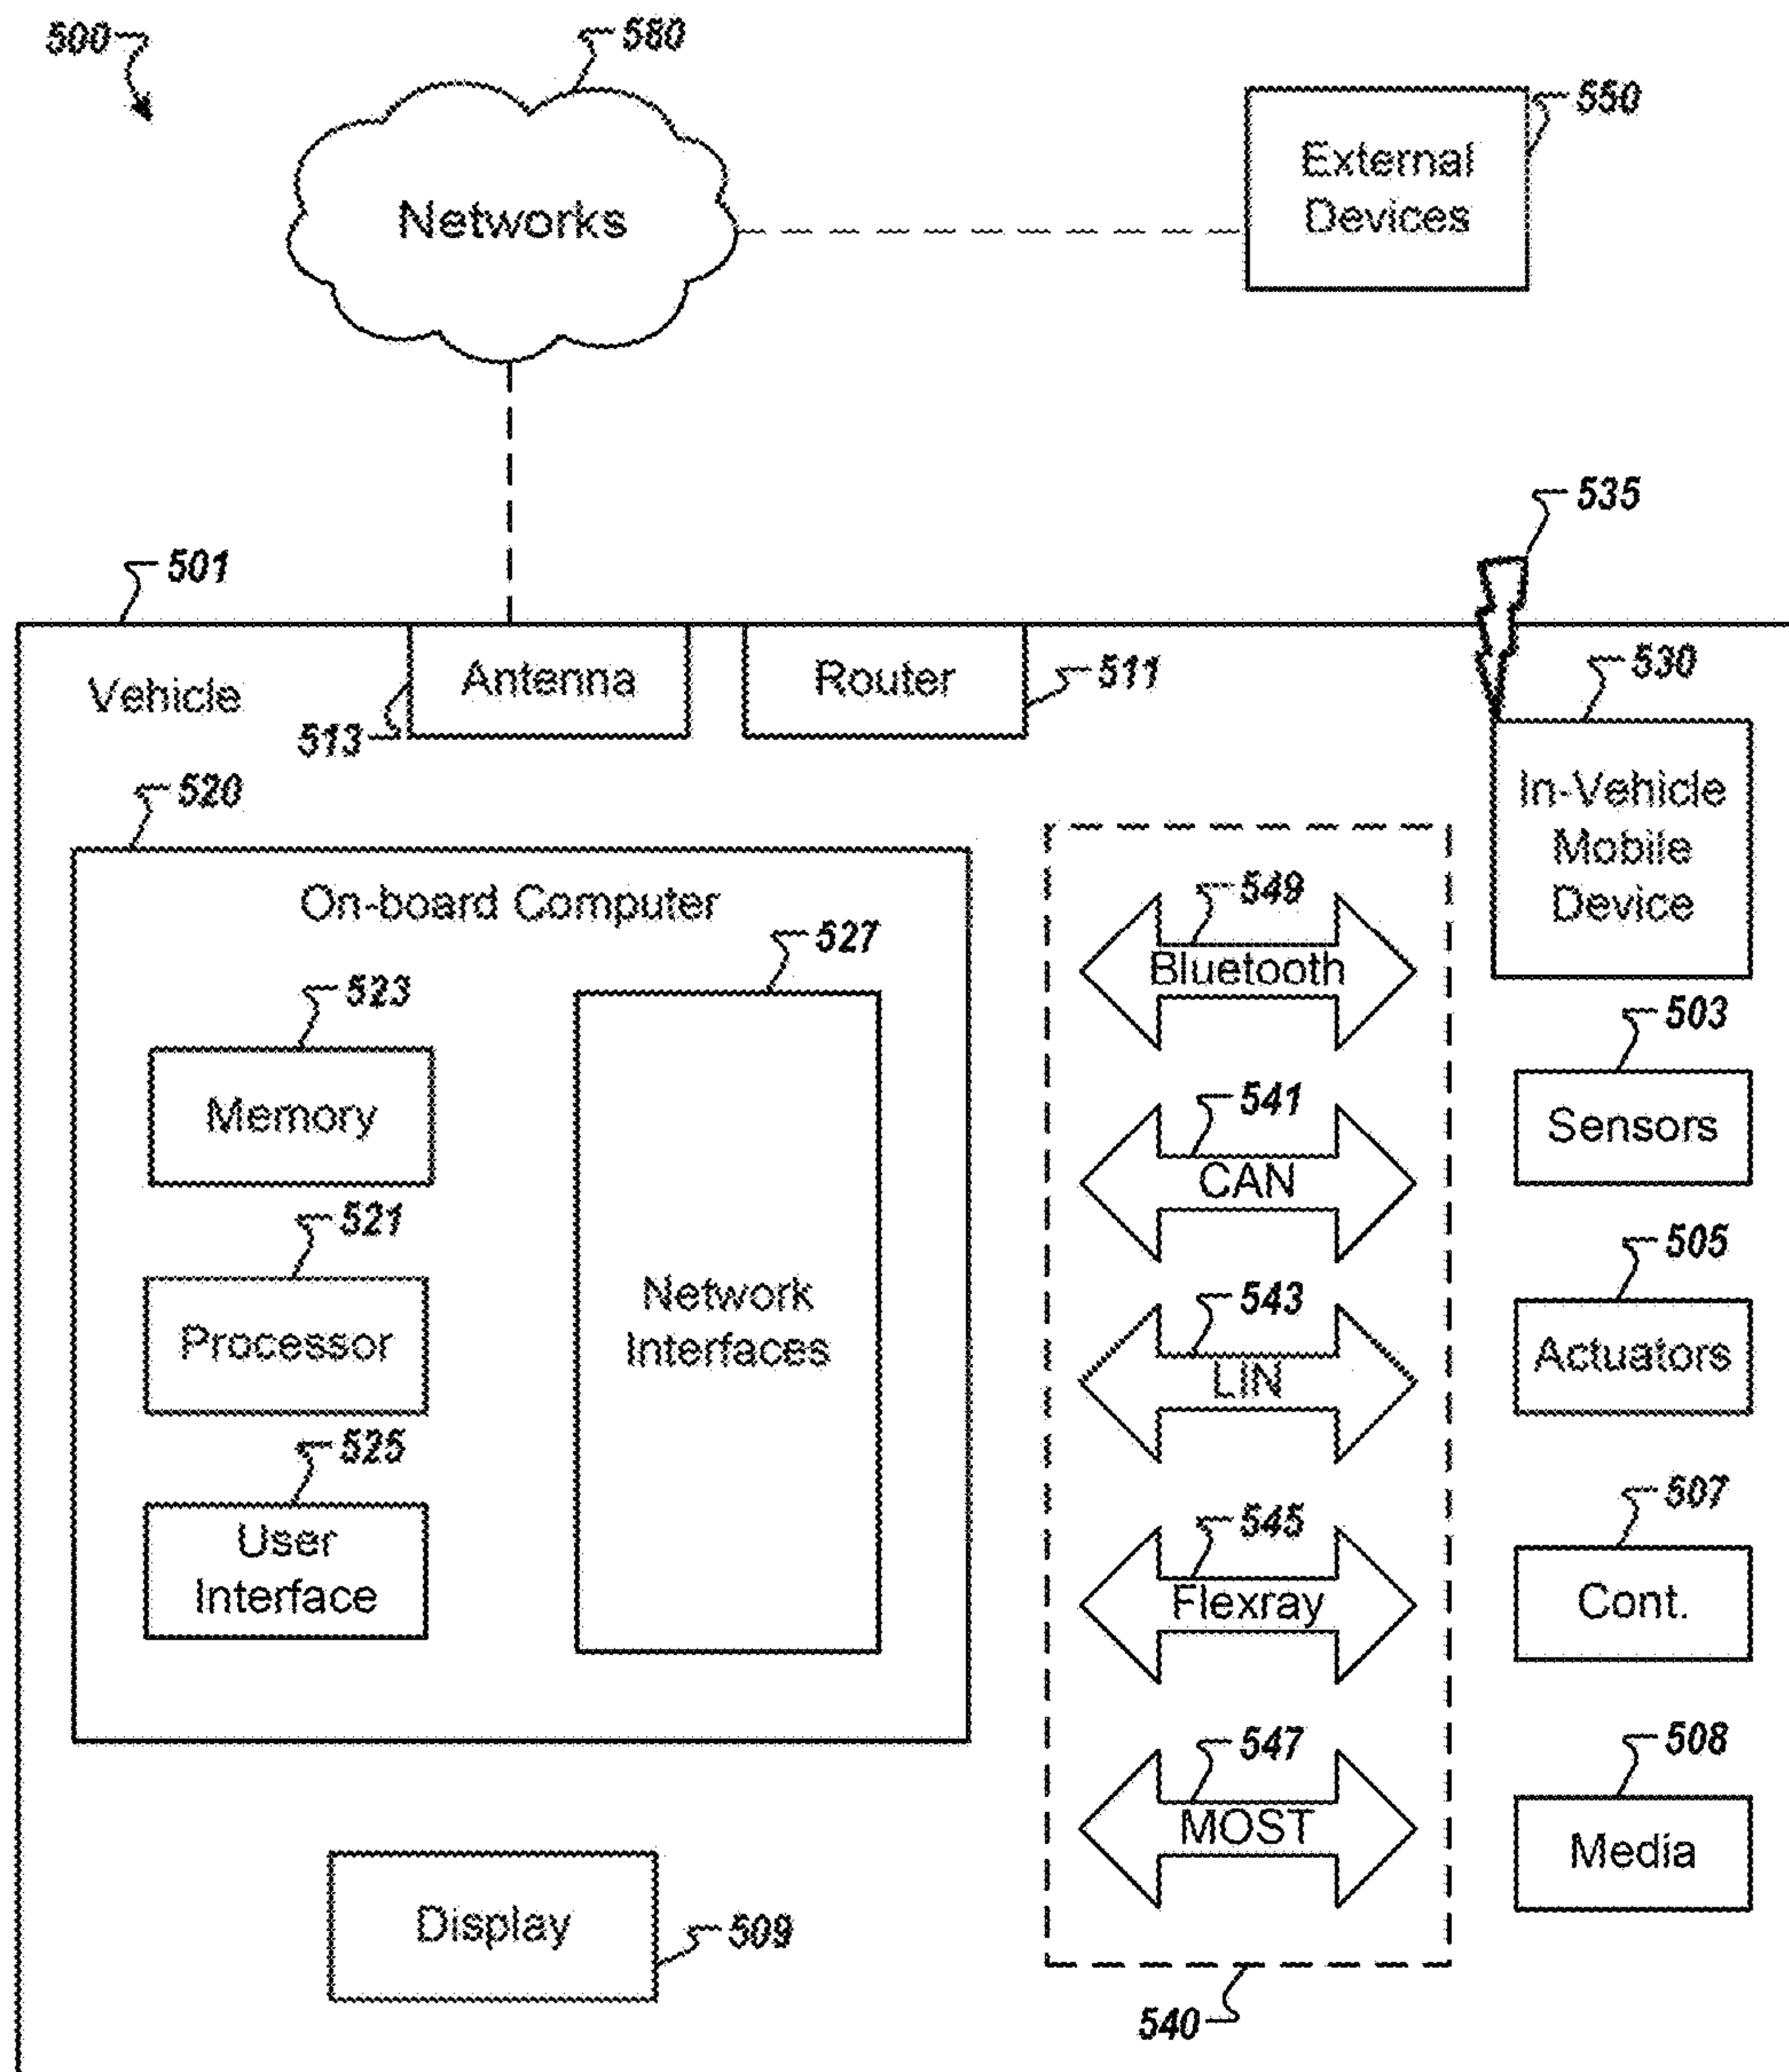 500
580
550
External
Devices
Networks
535
501
Vehicle
Antenna
513
Router
511
530
In-Vehicle
Mobile
Device
520
On-board Computer
527
523
Memory
521
Processor
525
User
Interface
Network
Interfaces
549
Bluetooth
541
CAN
543
LIN
545
Flexray
547
MOST
540
503
Sensors
505
Actuators
507
Cont.
508
Media
Display
509